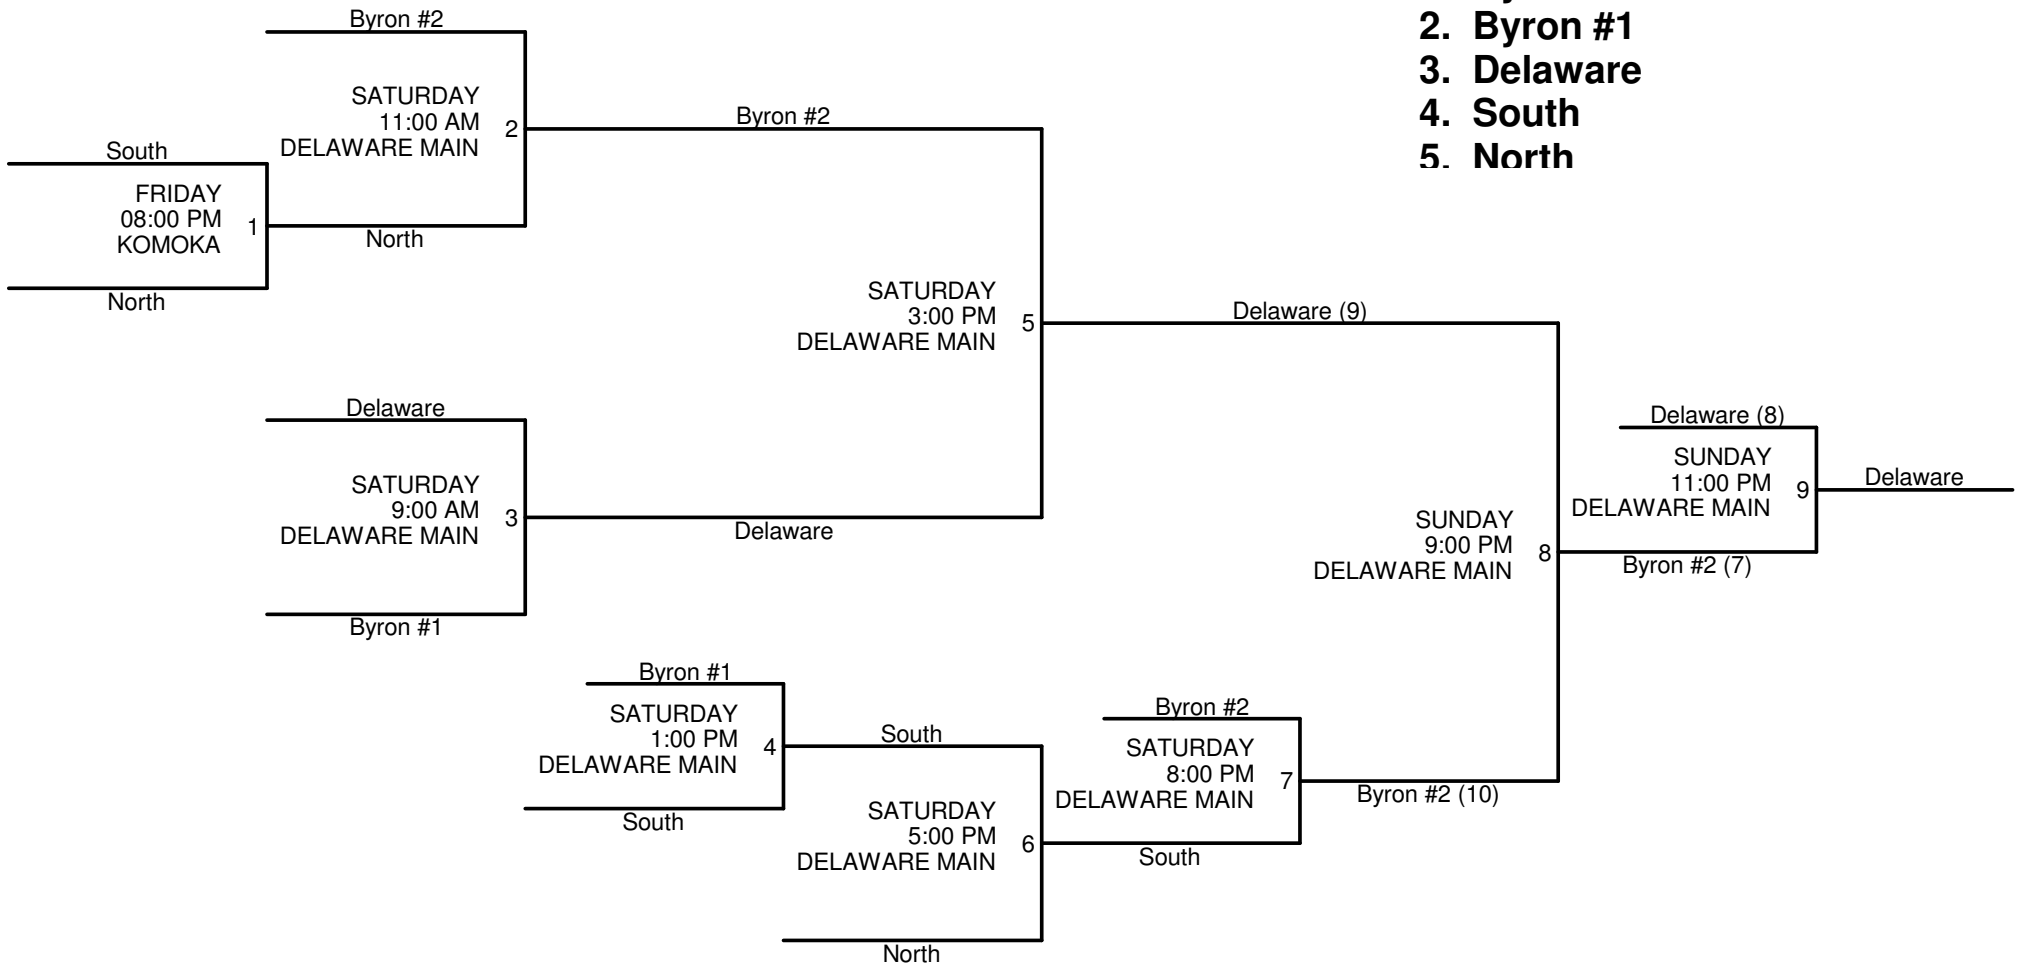 2. Byron #1
3. Delaware
4. South
5. North
Byron #2
SATURDAY
11:00 AM
DELAWARE MAIN
2
Byron #2
South
FRIDAY
08:00 PM
KOMOKA
1
North
North
SATURDAY
3:00 PM
DELAWARE MAIN
5
Delaware (9)
Delaware
SATURDAY
9:00 AM
DELAWARE MAIN
3
Delaware
Byron #1
Delaware (8)
SUNDAY
11:00 PM
DELAWARE MAIN
9
Delaware
SUNDAY
9:00 PM
DELAWARE MAIN
8
Byron #2 (7)
Byron #1
SATURDAY
1:00 PM
DELAWARE MAIN
4
South
South
Byron #2
SATURDAY
8:00 PM
DELAWARE MAIN
7
Byron #2 (10)
SATURDAY
5:00 PM
DELAWARE MAIN
6
South
North